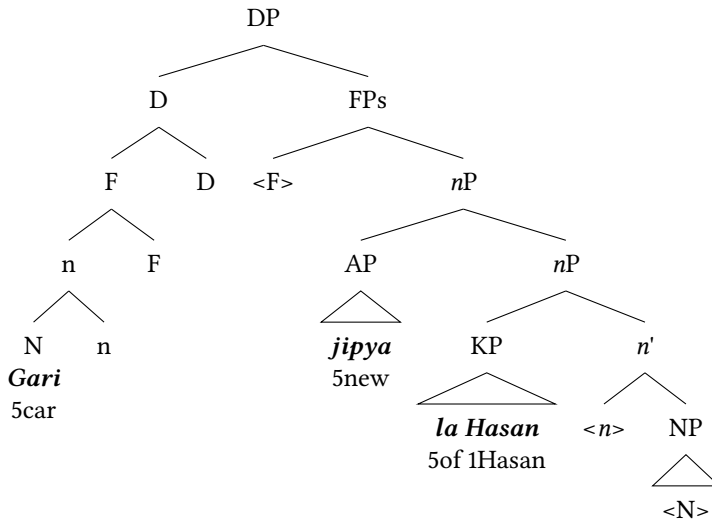 DP
D FPs
F D <F> nP
n F AP nP
N n jipya KP n'
Gari 5new
5car la Hasan <n> NP
5of 1Hasan
<N>